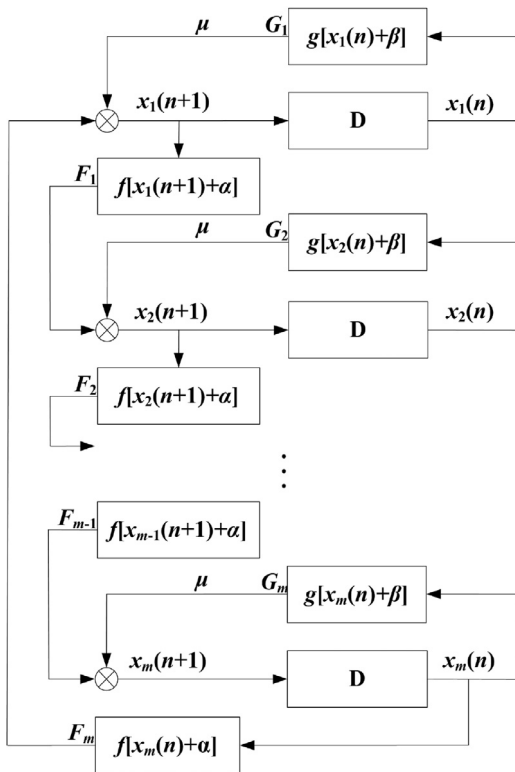 μ G₁ g[x₁(n)+β]
x₁(n+1) D x₁(n)
F₁ f[x₁(n+1)+α]
μ G₂ g[x₂(n)+β]
x₂(n+1) D x₂(n)
F₂ f[x₂(n+1)+α]
⋮
Fₘ₋₁ f[xₘ₋₁(n+1)+α]
μ Gₘ g[xₘ(n)+β]
xₘ(n+1) D xₘ(n)
Fₘ f[xₘ(n)+α]